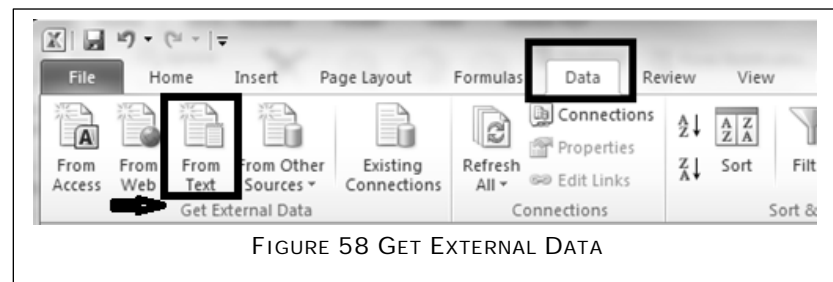 File Home Insert Page Layout Formulas Data Review View
From Access
From Web
From Text
From Other Sources
Existing Connections
Refresh All
Connections
Properties
Edit Links
A Z
Z A
A Z Z A
Sort
Get External Data Connections Sort &
FIGURE 58 GET EXTERNAL DATA